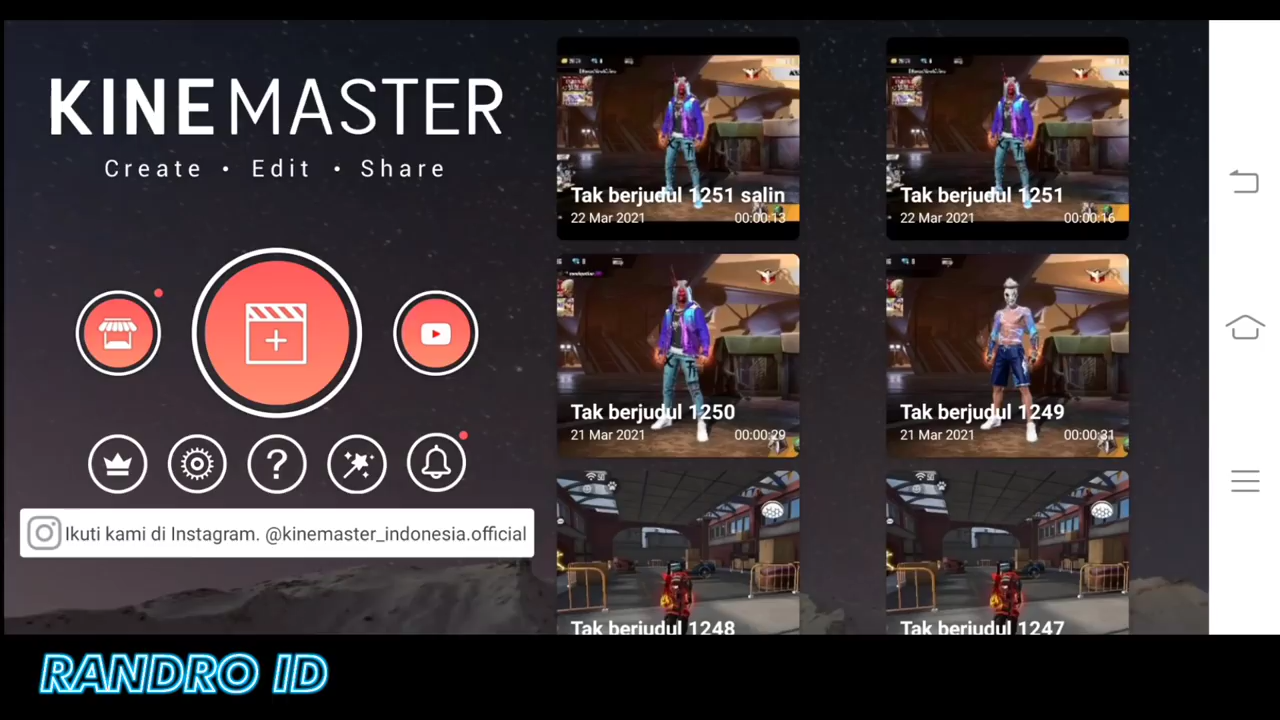 KINEMASTER
Create • Edit • Share
Ikuti kami di Instagram. @kinemaster_indonesia.official
Tak berjudul 1251 salin
22 Mar 2021 00:00:13
Tak berjudul 1251
22 Mar 2021 00:00:16
Tak berjudul 1250
21 Mar 2021 00:00:29
Tak berjudul 1249
21 Mar 2021 00:00:31
Tak berjudul 1248
Tak berjudul 1247
RANDRO ID